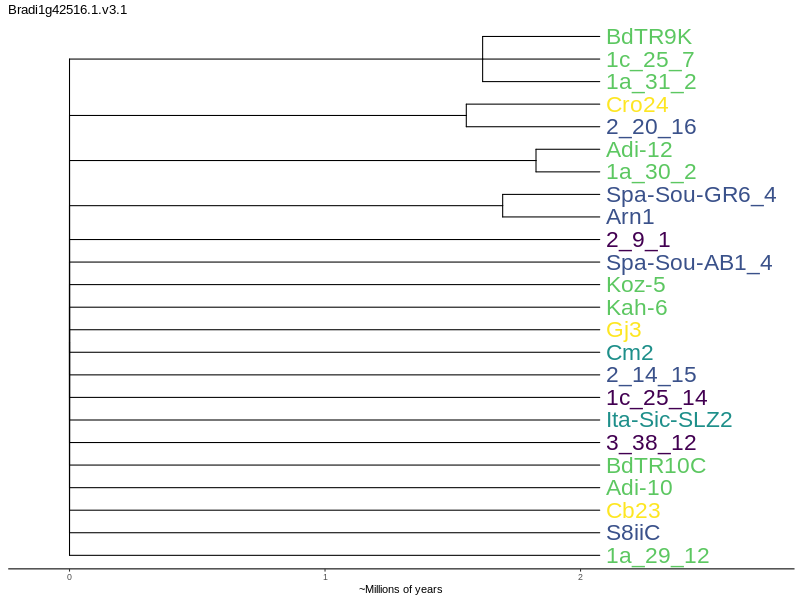 Bradi1g42516.1.v3.1
BdTR9K
1c_25_7
1a_31_2
Cro24
2_20_16
Adi-12
1a_30_2
Spa-Sou-GR6_4
Arn1
2_9_1
Spa-Sou-AB1_4
Koz-5
Kah-6
Gj3
Cm2
2_14_15
1c_25_14
Ita-Sic-SLZ2
3_38_12
BdTR10C
Adi-10
Cb23
S8iiC
1a_29_12
0 1 2
~Millions of years